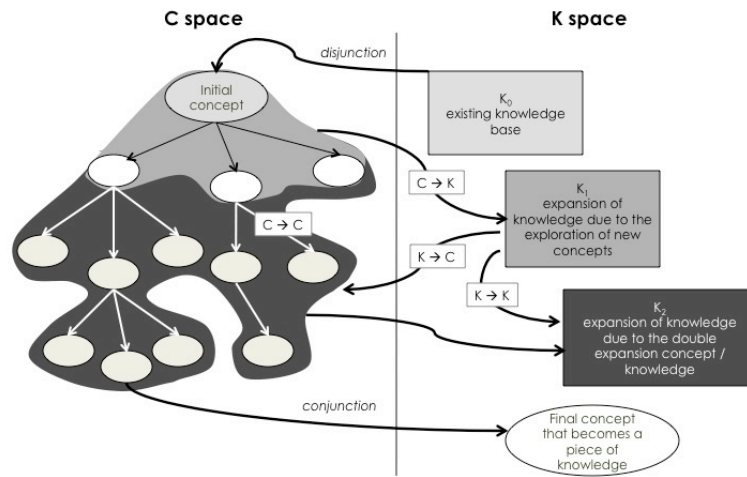 C space
K space
disjunction
Initial
concept
K0
existing knowledge
base
C → K
K1
expansion of
knowledge due to the
exploration of new
concepts
C → C
K → C
K → K
K2
expansion of knowledge
due to the double
expansion concept /
knowledge
conjunction
Final concept
that becomes a
piece of
knowledge